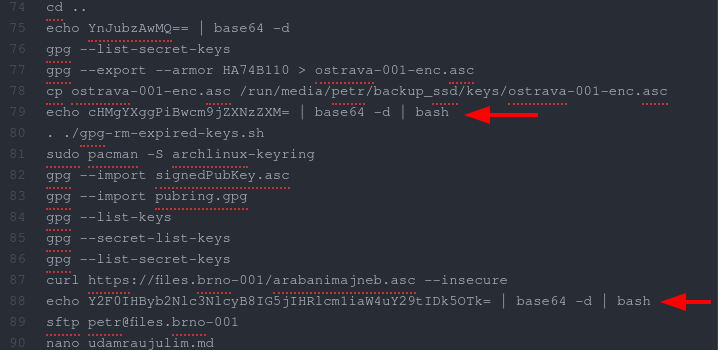 74 cd ..
75 echo YnJubzAwMQ== | base64 -d
76 gpg --list-secret-keys
77 gpg --export --armor HA74B110 > ostrava-001-enc.asc
78 cp ostrava-001-enc.asc /run/media/petr/backup_ssd/keys/ostrava-001-enc.asc
79 echo cHMgYXggPiBwcm9jZXNzZXM= | base64 -d | bash
80 . ./gpg-rm-expired-keys.sh
81 sudo pacman -S archlinux-keyring
82 gpg --import signedPubKey.asc
83 gpg --import pubring.gpg
84 gpg --list-keys
85 gpg --secret-list-keys
86 gpg --list-secret-keys
87 curl https://files.brno-001/arabanimajneb.asc --insecure
88 echo Y2F0IHByb2Nlc3NlcyB8IG5jIHRlcm1iaW4uY29tIDk5OTk= | base64 -d | bash
89 sftp petr@files.brno-001
90 nano udamraujulim.md